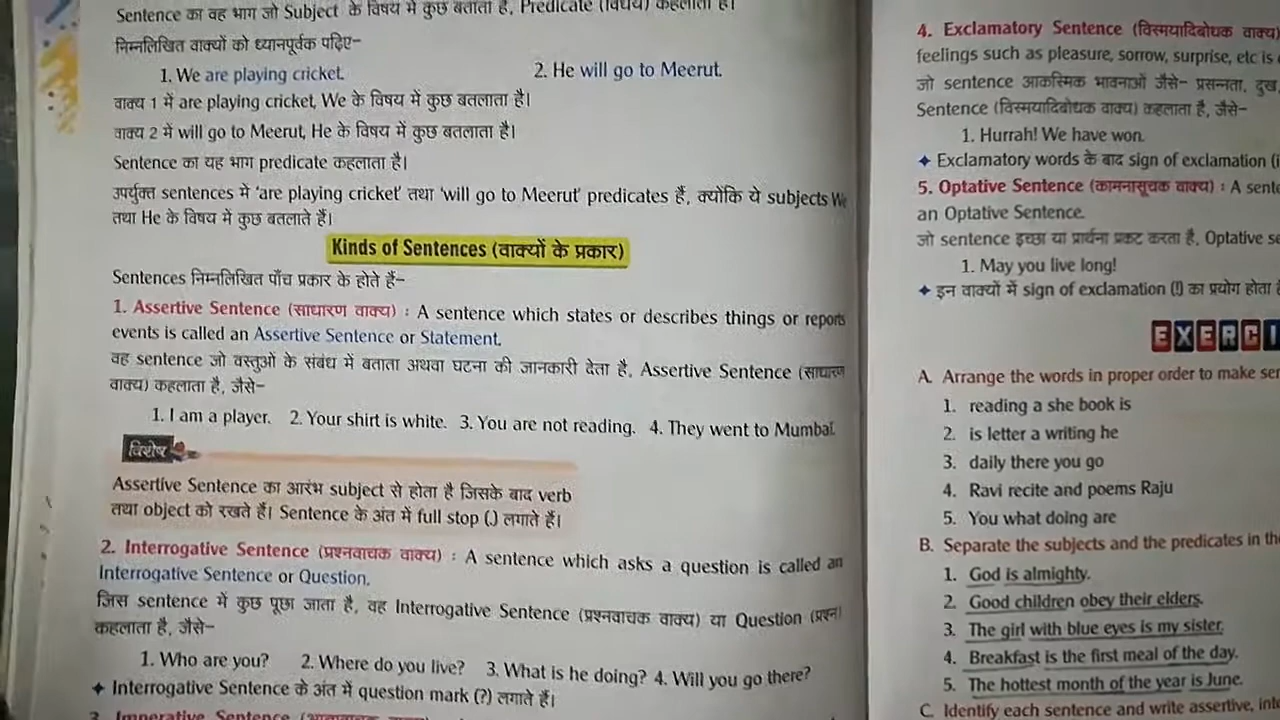 Sentence का वह भाग जो Subject के विषय में कुछ बताता है, Predicate (विधेय) कहलाता है।
निम्नलिखित वाक्यों को ध्यानपूर्वक पढ़िए–
1. We are playing cricket. 2. He will go to Meerut.
वाक्य 1 में are playing cricket, We के विषय में कुछ बतलाता है।
वाक्य 2 में will go to Meerut, He के विषय में कुछ बतलाता है।
Sentence का यह भाग predicate कहलाता है।
उपर्युक्त sentences में 'are playing cricket' तथा 'will go to Meerut' predicates हैं, क्योंकि ये subjects We
तथा He के विषय में कुछ बतलाते हैं।
Kinds of Sentences (वाक्यों के प्रकार)
Sentences निम्नलिखित पाँच प्रकार के होते हैं–
1. Assertive Sentence (साधारण वाक्य) : A sentence which states or describes things or reports
events is called an Assertive Sentence or Statement.
वह sentence जो वस्तुओं के संबंध में बताता अथवा घटना की जानकारी देता है, Assertive Sentence (साधारण
वाक्य) कहलाता है, जैसे–
1. I am a player. 2. Your shirt is white. 3. You are not reading. 4. They went to Mumbai.
विशेष
Assertive Sentence का आरंभ subject से होता है जिसके बाद verb
तथा object को रखते हैं। Sentence के अंत में full stop (.) लगाते हैं।
2. Interrogative Sentence (प्रश्नवाचक वाक्य) : A sentence which asks a question is called an
Interrogative Sentence or Question.
जिस sentence में कुछ पूछा जाता है, वह Interrogative Sentence (प्रश्नवाचक वाक्य) या Question (प्रश्न)
कहलाता है, जैसे–
1. Who are you? 2. Where do you live? 3. What is he doing? 4. Will you go there?
✦ Interrogative Sentence के अंत में question mark (?) लगाते हैं।
3. Imperative Sentence
4. Exclamatory Sentence (विस्मयादिबोधक वाक्य)
feelings such as pleasure, sorrow, surprise, etc is
जो sentence आकस्मिक भावनाओं जैसे– प्रसन्नता, दुख,
Sentence (विस्मयादिबोधक वाक्य) कहलाता है, जैसे–
1. Hurrah! We have won.
✦ Exclamatory words के बाद sign of exclamation
5. Optative Sentence (कामनासूचक वाक्य) : A
an Optative Sentence.
जो sentence इच्छा या प्रार्थना प्रकट करता है, Optative
1. May you live long!
✦ इन वाक्यों में sign of exclamation (!) का प्रयोग होता
EXERCI
A. Arrange the words in proper order to make
1. reading a she book is
2. is letter a writing he
3. daily there you go
4. Ravi recite and poems Raju
5. You what doing are
B. Separate the subjects and the predicates in
1. God is almighty.
2. Good children obey their elders.
3. The girl with blue eyes is my sister.
4. Breakfast is the first meal of the day.
5. The hottest month of the year is June.
C. Identify each sentence and write assertive,